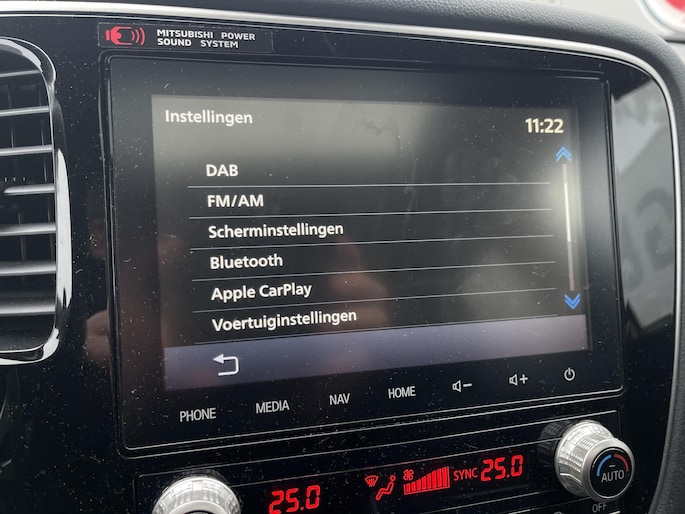 MITSUBISHI POWER
SOUND SYSTEM
Instellingen
11:22
DAB
FM/AM
Scherminstellingen
Bluetooth
Apple CarPlay
Voertuiginstellingen
PHONE
MEDIA
NAV
HOME
25.0
SYNC 25.0
AUTO
OFF